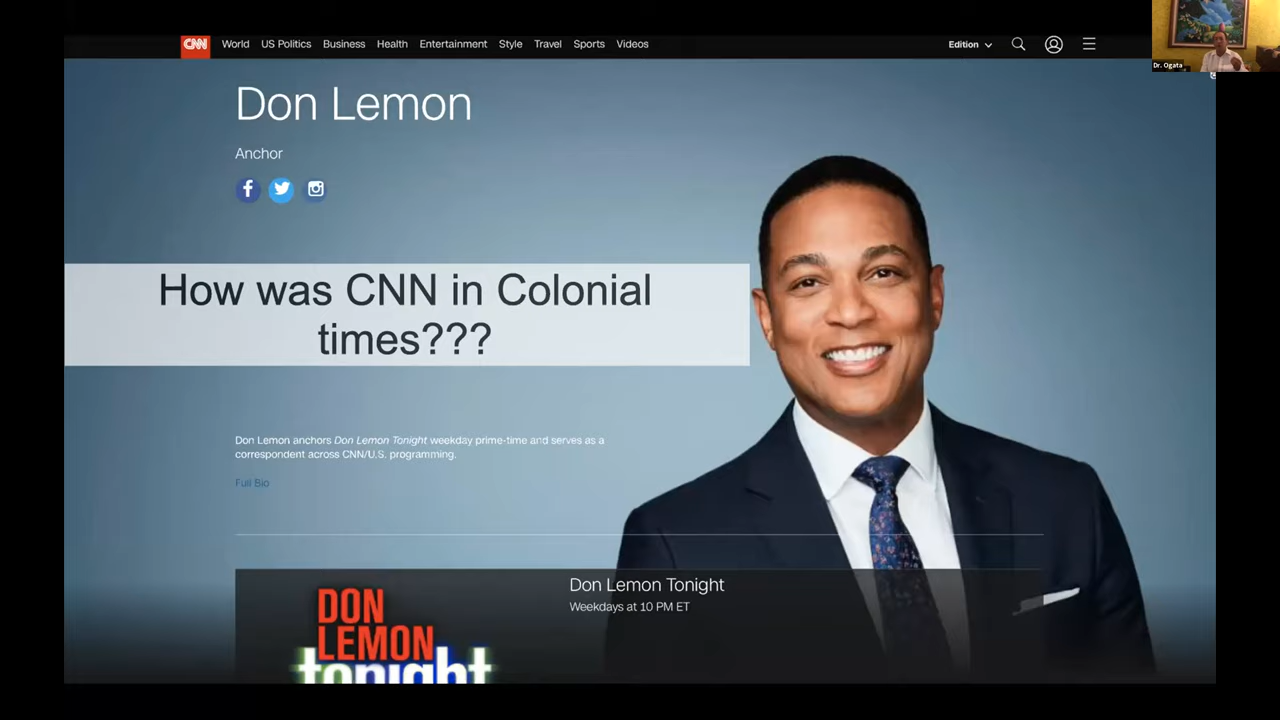 CNN World US Politics Business Health Entertainment Style Travel Sports Videos Edition
Dr. Ogata
Don Lemon
Anchor
How was CNN in Colonial
times???
Don Lemon anchors Don Lemon Tonight weekday prime-time and serves as a
correspondent across CNN/U.S. programming.
Full Bio
Don Lemon Tonight
Weekdays at 10 PM ET
DON
LEMON
tonight